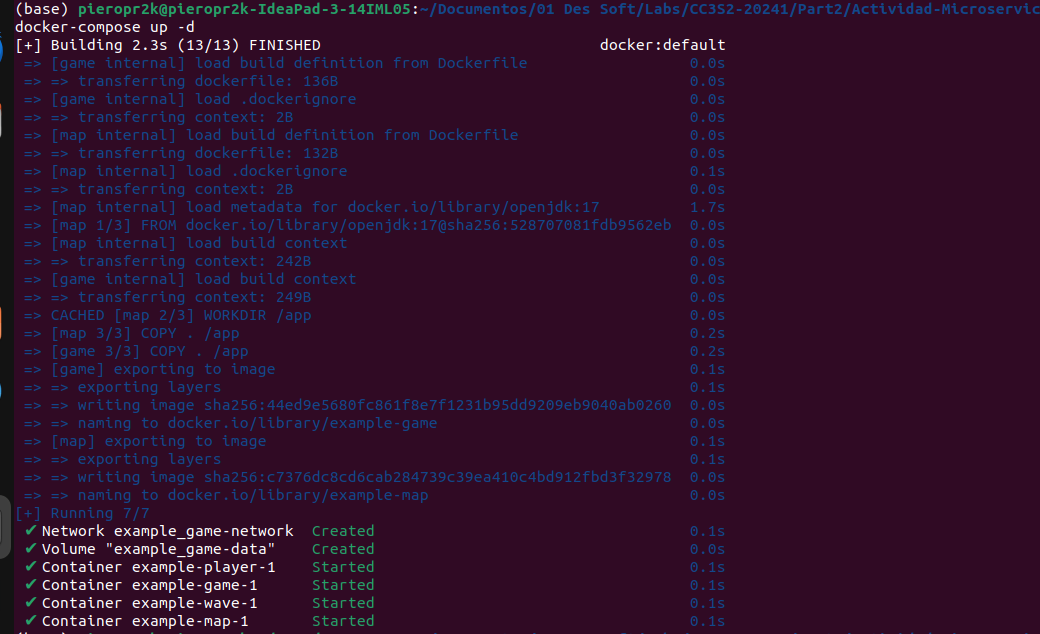 (base) pieropr2k@pieropr2k-IdeaPad-3-14IML05:~/Documentos/01 Des Soft/Labs/CC3S2-20241/Part2/Actividad-Microservic
docker-compose up -d
[+] Building 2.3s (13/13) FINISHED docker:default
=> [game internal] load build definition from Dockerfile 0.0s
=> => transferring dockerfile: 136B 0.0s
=> [game internal] load .dockerignore 0.0s
=> => transferring context: 2B 0.0s
=> [map internal] load build definition from Dockerfile 0.0s
=> => transferring dockerfile: 132B 0.0s
=> [map internal] load .dockerignore 0.1s
=> => transferring context: 2B 0.0s
=> [map internal] load metadata for docker.io/library/openjdk:17 1.7s
=> [map 1/3] FROM docker.io/library/openjdk:17@sha256:528707081fdb9562eb 0.0s
=> [map internal] load build context 0.0s
=> => transferring context: 242B 0.0s
=> [game internal] load build context 0.0s
=> => transferring context: 249B 0.0s
=> CACHED [map 2/3] WORKDIR /app 0.0s
=> [map 3/3] COPY . /app 0.2s
=> [game 3/3] COPY . /app 0.2s
=> [game] exporting to image 0.1s
=> => exporting layers 0.1s
=> => writing image sha256:44ed9e5680fc861f8e7f1231b95dd9209eb9040ab0260 0.0s
=> => naming to docker.io/library/example-game 0.0s
=> [map] exporting to image 0.1s
=> => exporting layers 0.1s
=> => writing image sha256:c7376dc8cd6cab284739c39ea410c4bd912fbd3f32978 0.0s
=> => naming to docker.io/library/example-map 0.0s
[+] Running 7/7
✔ Network example_game-network Created 0.1s
✔ Volume "example_game-data" Created 0.0s
✔ Container example-player-1 Started 0.1s
✔ Container example-game-1 Started 0.1s
✔ Container example-wave-1 Started 0.1s
✔ Container example-map-1 Started 0.1s